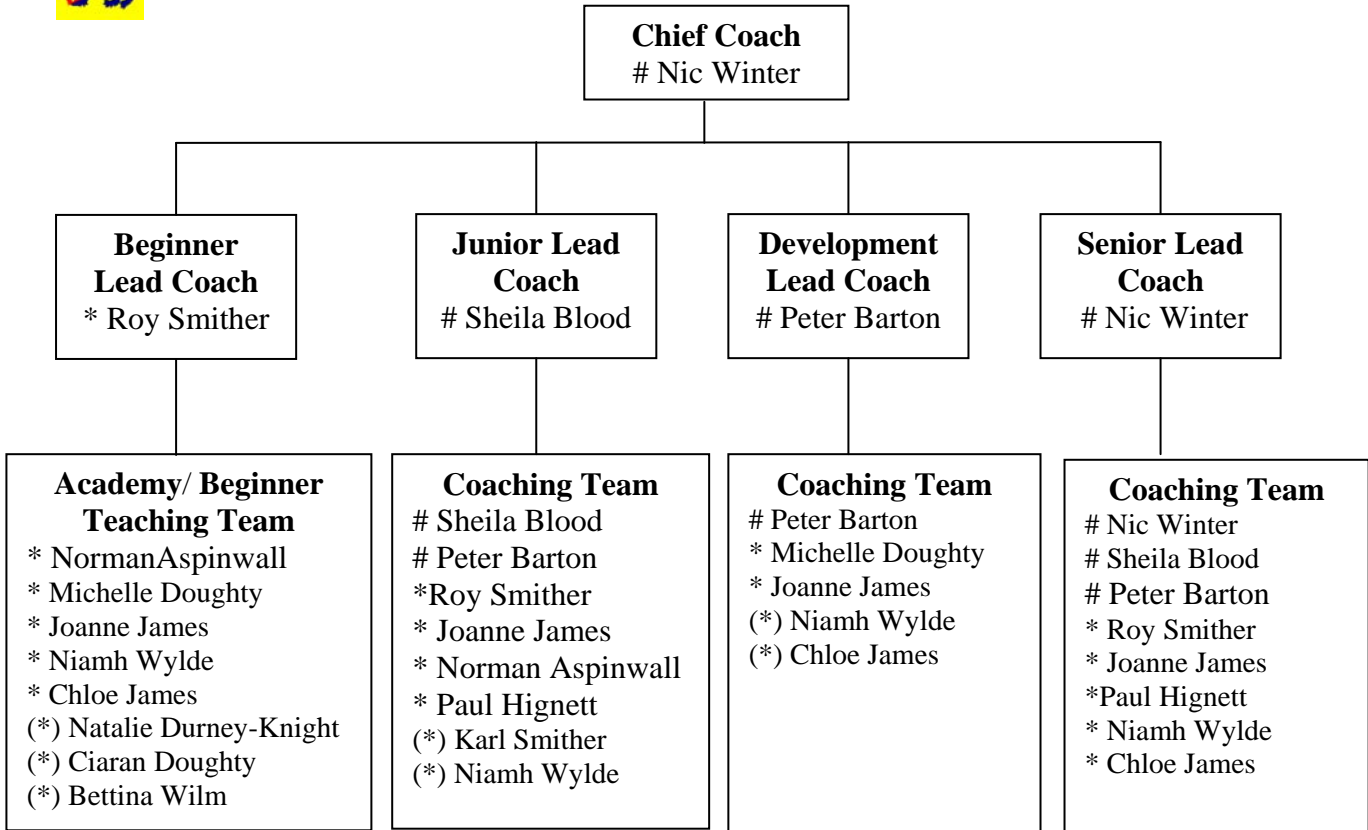 Chief Coach
# Nic Winter
Beginner
Lead Coach
* Roy Smither
Junior Lead
Coach
# Sheila Blood
Development
Lead Coach
# Peter Barton
Senior Lead
Coach
# Nic Winter
Academy/ Beginner
Teaching Team
* NormanAspinwall
* Michelle Doughty
* Joanne James
* Niamh Wylde
* Chloe James
(*) Natalie Durney-Knight
(*) Ciaran Doughty
(*) Bettina Wilm
Coaching Team
# Sheila Blood
# Peter Barton
*Roy Smither
* Joanne James
* Norman Aspinwall
* Paul Hignett
(*) Karl Smither
(*) Niamh Wylde
Coaching Team
# Peter Barton
* Michelle Doughty
* Joanne James
(*) Niamh Wylde
(*) Chloe James
Coaching Team
# Nic Winter
# Sheila Blood
# Peter Barton
* Roy Smither
* Joanne James
*Paul Hignett
* Niamh Wylde
* Chloe James